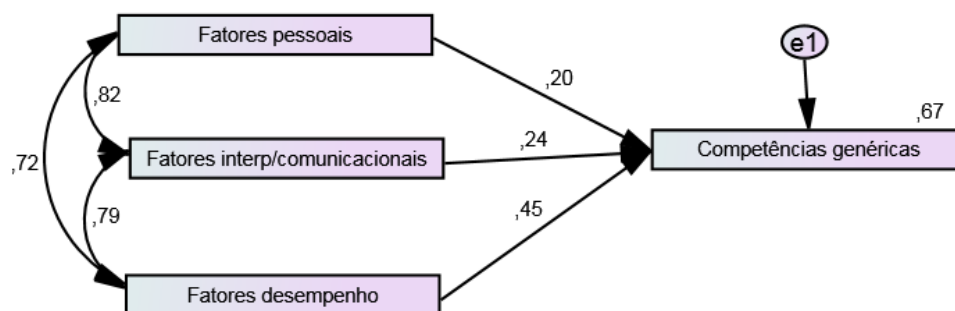 Fatores pessoais
e1
,20
,67
,82
Fatores interp/comunicacionais
,24
Competências genéricas
,72
,79
,45
Fatores desempenho